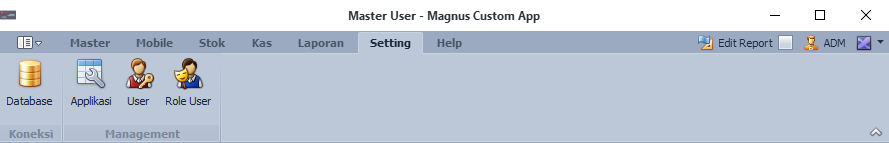 Master User - Magnus Custom App
Master Mobile Stok Kas Laporan Setting Help Edit Report ADM
Database Applikasi User Role User
Koneksi Management